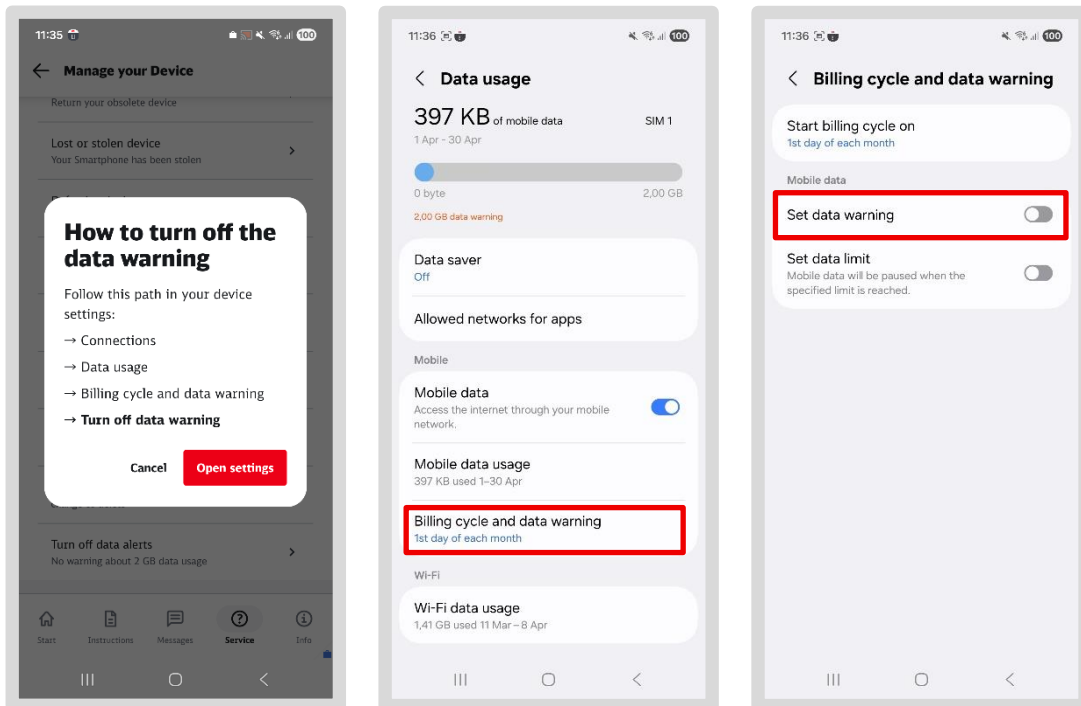 11:35
100
Manage your Device
Return your obsolete device
Lost or stolen device
Your Smartphone has been stolen
How to turn off the
data warning
Follow this path in your device
settings:
→ Connections
→ Data usage
→ Billing cycle and data warning
→ Turn off data warning
Cancel
Open settings
Turn off data alerts
No warning about 2 GB data usage
Start
Instructions
Messages
Service
Info
11:36
100
Data usage
397 KB of mobile data
SIM 1
1 Apr - 30 Apr
0 byte
2,00 GB
2,00 GB data warning
Data saver
Off
Allowed networks for apps
Mobile
Mobile data
Access the internet through your mobile
network.
Mobile data usage
397 KB used 1–30 Apr
Billing cycle and data warning
1st day of each month
Wi-Fi
Wi-Fi data usage
1,41 GB used 11 Mar – 8 Apr
11:36
100
Billing cycle and data warning
Start billing cycle on
1st day of each month
Mobile data
Set data warning
Set data limit
Mobile data will be paused when the
specified limit is reached.